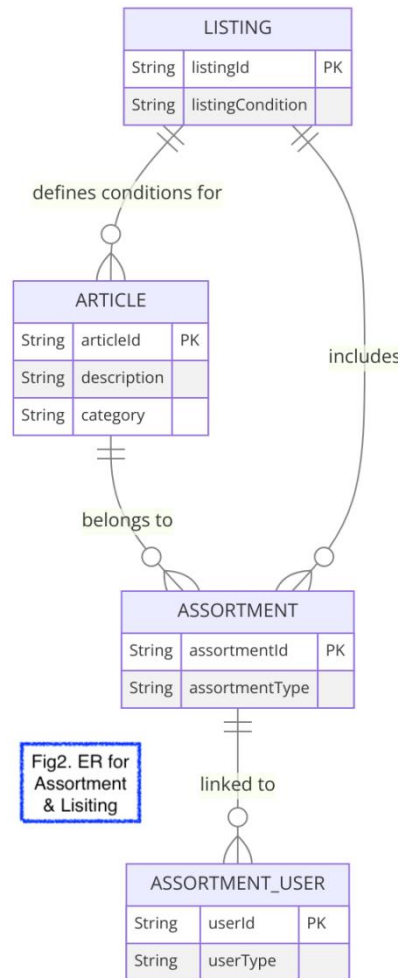 LISTING
String listingId PK
String listingCondition
defines conditions for
ARTICLE
String articleId PK
String description
String category
includes
belongs to
ASSORTMENT
String assortmentId PK
String assortmentType
Fig2. ER for
Assortment
& Lisiting
linked to
ASSORTMENT_USER
String userId PK
String userType